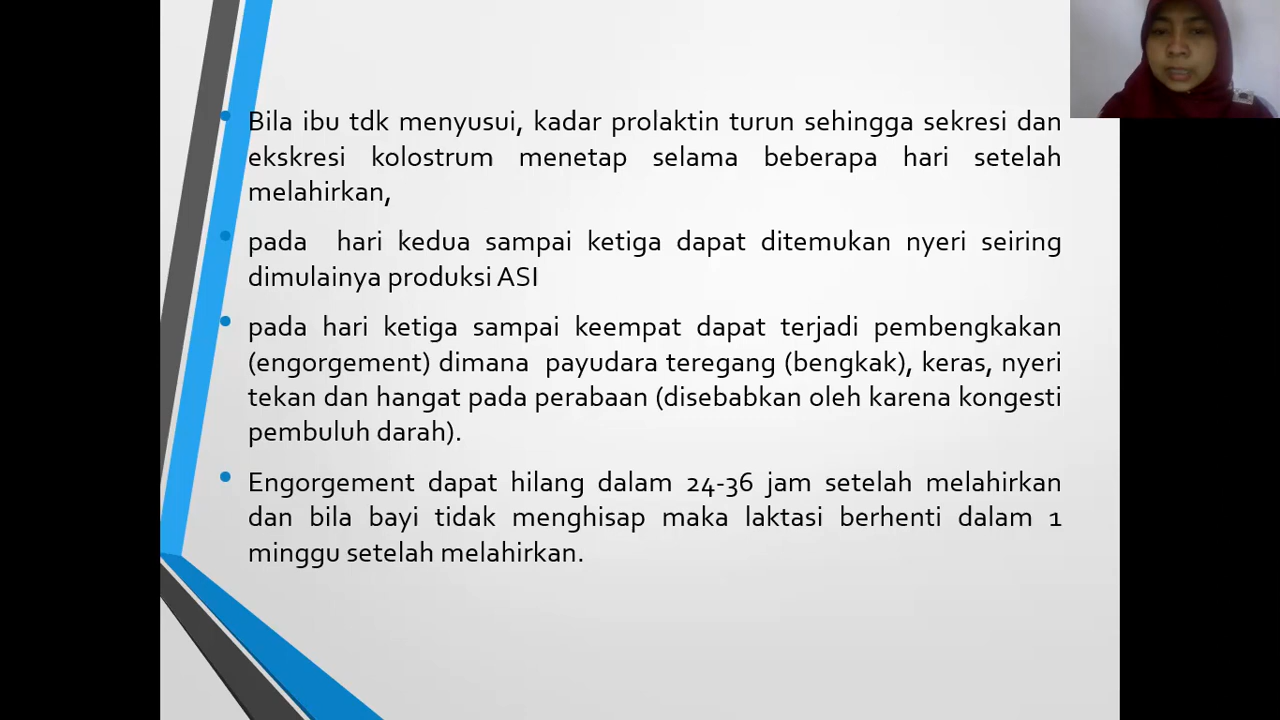 Bila ibu tdk menyusui, kadar prolaktin turun sehingga sekresi dan
ekskresi kolostrum menetap selama beberapa hari setelah
melahirkan,
pada hari kedua sampai ketiga dapat ditemukan nyeri seiring
dimulainya produksi ASI
pada hari ketiga sampai keempat dapat terjadi pembengkakan
(engorgement) dimana payudara teregang (bengkak), keras, nyeri
tekan dan hangat pada perabaan (disebabkan oleh karena kongesti
pembuluh darah).
Engorgement dapat hilang dalam 24-36 jam setelah melahirkan
dan bila bayi tidak menghisap maka laktasi berhenti dalam 1
minggu setelah melahirkan.